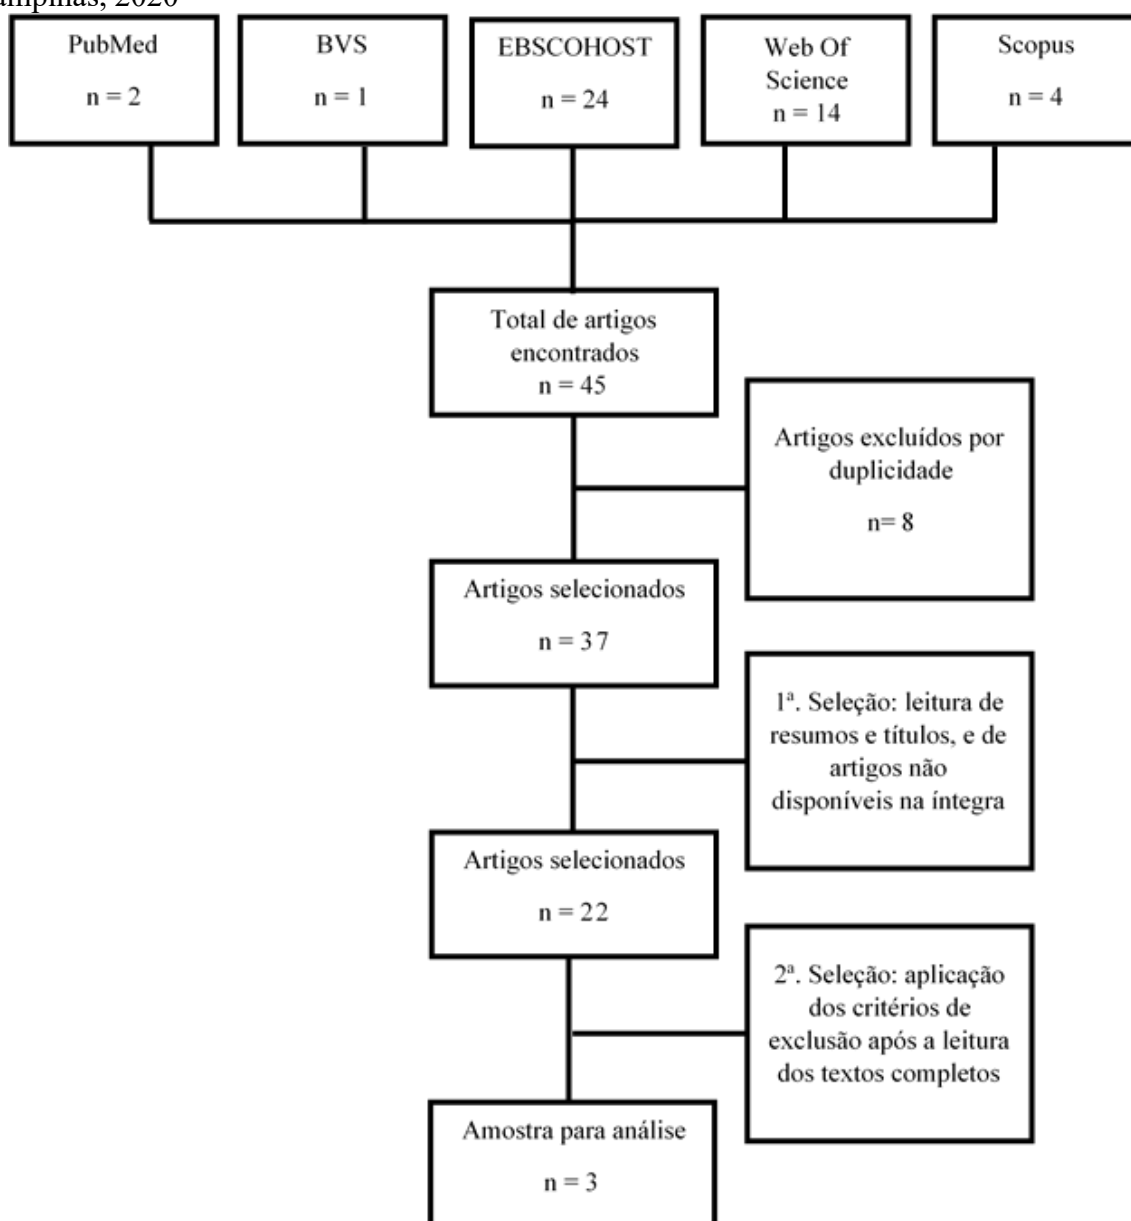 ampinas, 2020
PubMed
n = 2
BVS
n = 1
EBSCOHOST
n = 24
Web Of
Science
n = 14
Scopus
n = 4
Total de artigos
encontrados
n = 45
Artigos excluídos por
duplicidade
n= 8
Artigos selecionados
n = 37
1ª. Seleção: leitura de
resumos e títulos, e de
artigos não
disponíveis na íntegra
Artigos selecionados
n = 22
2ª. Seleção: aplicação
dos critérios de
exclusão após a leitura
dos textos completos
Amostra para análise
n = 3